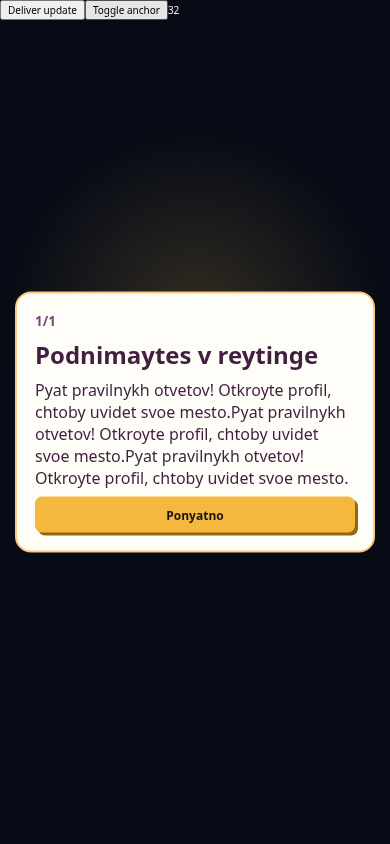 Deliver update Toggle anchor 32
1/1
Podnimaytes v reytinge
Pyat pravilnykh otvetov! Otkroyte profil,
chtoby uvidet svoe mesto.Pyat pravilnykh
otvetov! Otkroyte profil, chtoby uvidet
svoe mesto.Pyat pravilnykh otvetov!
Otkroyte profil, chtoby uvidet svoe mesto.
Ponyatno